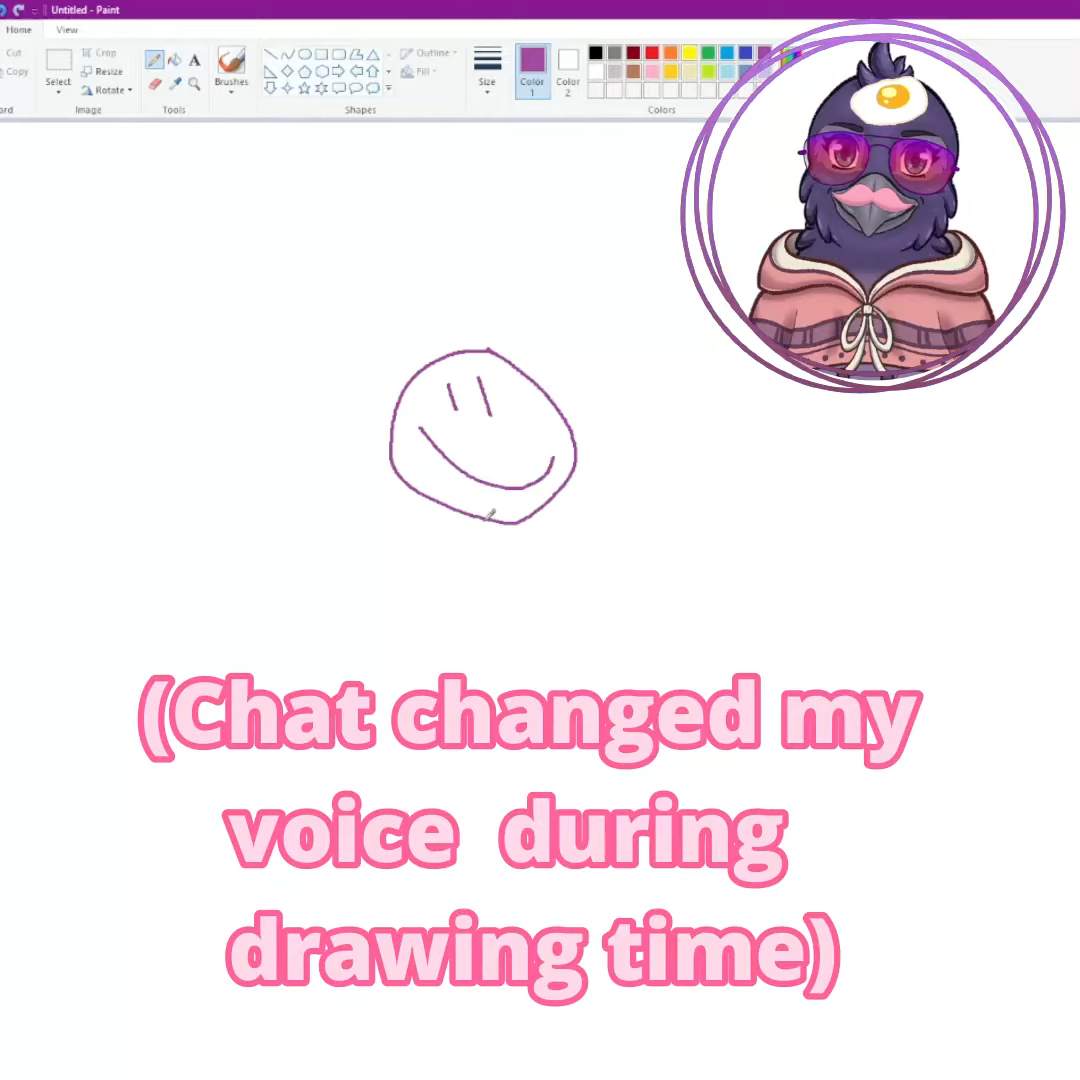 Untitled - Paint
Home View
Cut
Copy
Select
Crop
Resize
Rotate
Brushes
Outline
Fill
Size
Color
1
Color
2
Image
Tools
Shapes
Colors
(Chat changed my
voice during
drawing time)